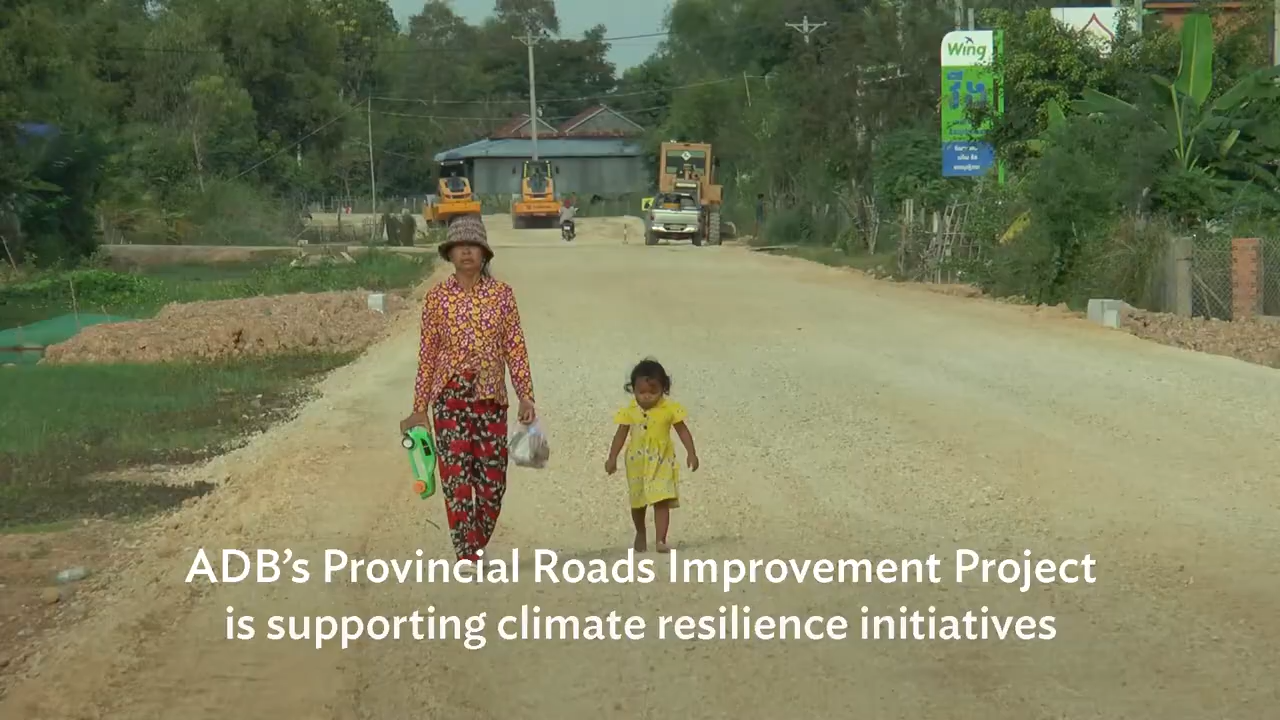 Wing
ADB's Provincial Roads Improvement Project
is supporting climate resilience initiatives